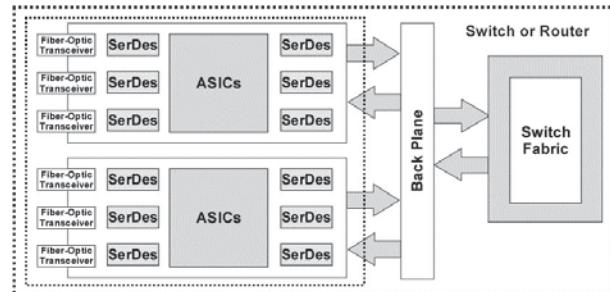 Switch or Router
Fiber-Optic
Transceiver
SerDes
SerDes
Fiber-Optic
Transceiver
SerDes
ASICs
SerDes
Fiber-Optic
Transceiver
SerDes
SerDes
Back Plane
Switch
Fabric
Fiber-Optic
Transceiver
SerDes
SerDes
Fiber-Optic
Transceiver
SerDes
ASICs
SerDes
Fiber-Optic
Transceiver
SerDes
SerDes